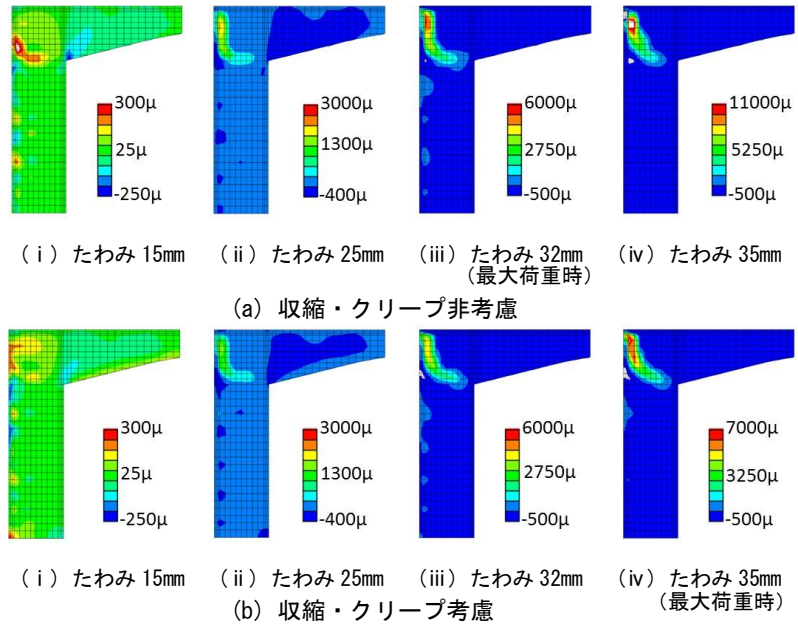 300μ
25μ
-250μ
3000μ
1300μ
-400μ
6000μ
2750μ
-500μ
11000μ
5250μ
-500μ
(ⅰ) たわみ 15mm
(ⅱ) たわみ 25mm
(ⅲ) たわみ 32mm
(最大荷重時)
(ⅳ) たわみ 35mm
(a) 収縮・クリープ非考慮
300μ
25μ
-250μ
3000μ
1300μ
-400μ
6000μ
2750μ
-500μ
7000μ
3250μ
-500μ
(ⅰ) たわみ 15mm
(ⅱ) たわみ 25mm
(ⅲ) たわみ 32mm
(ⅳ) たわみ 35mm
(最大荷重時)
(b) 収縮・クリープ考慮